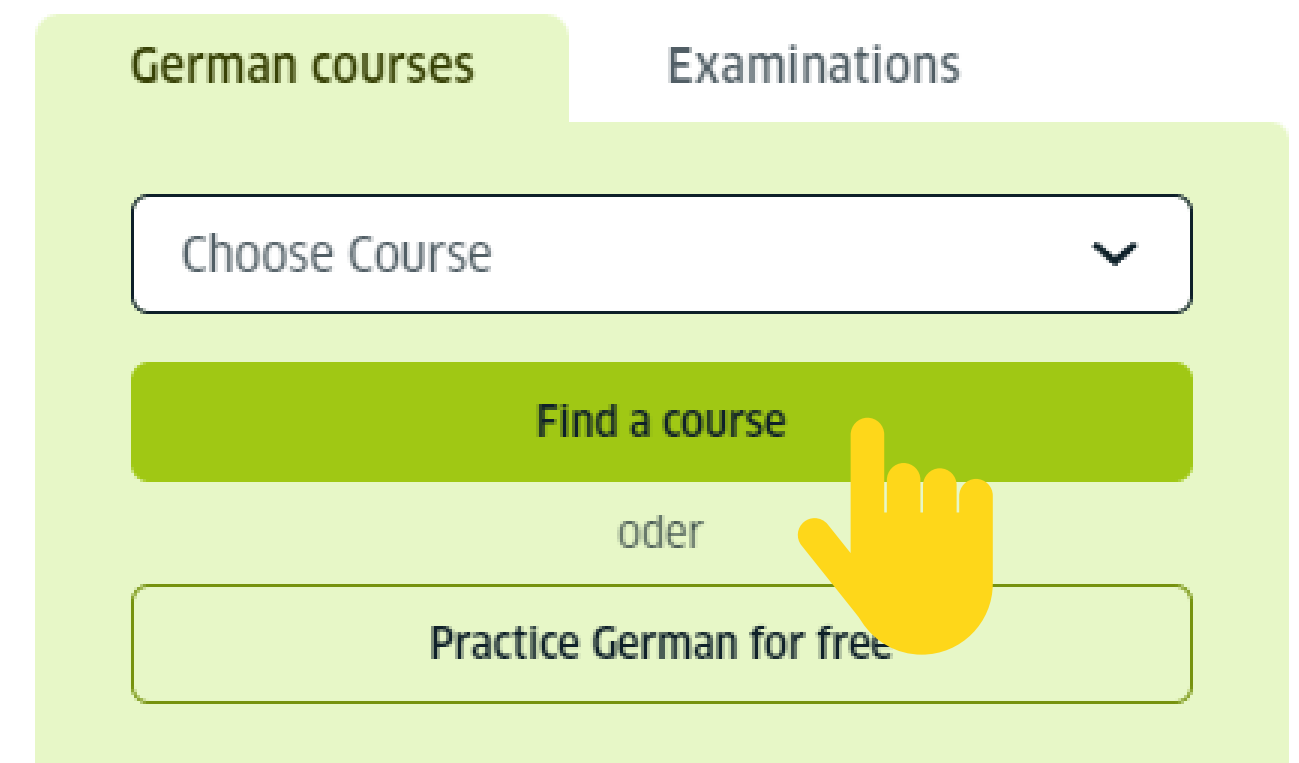 German courses
Examinations
Choose Course
Find a course
oder
Practice German for free